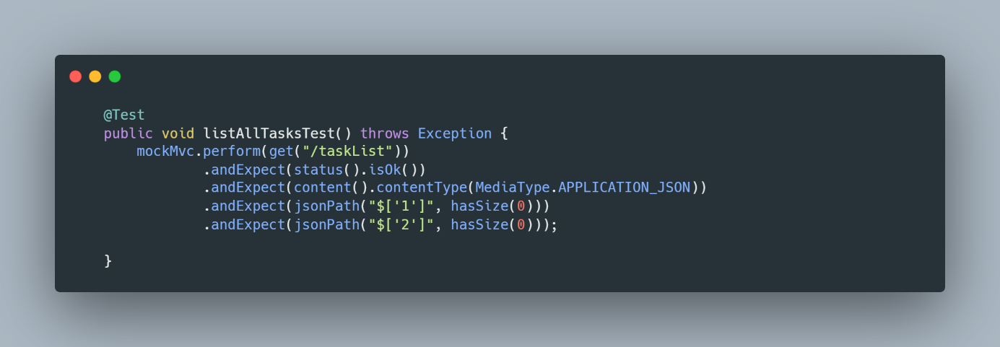 @Test
public void listAllTasksTest() throws Exception {
    mockMvc.perform(get("/taskList"))
            .andExpect(status().isOk())
            .andExpect(content().contentType(MediaType.APPLICATION_JSON))
            .andExpect(jsonPath("$['1']", hasSize(0)))
            .andExpect(jsonPath("$['2']", hasSize(0)));
}